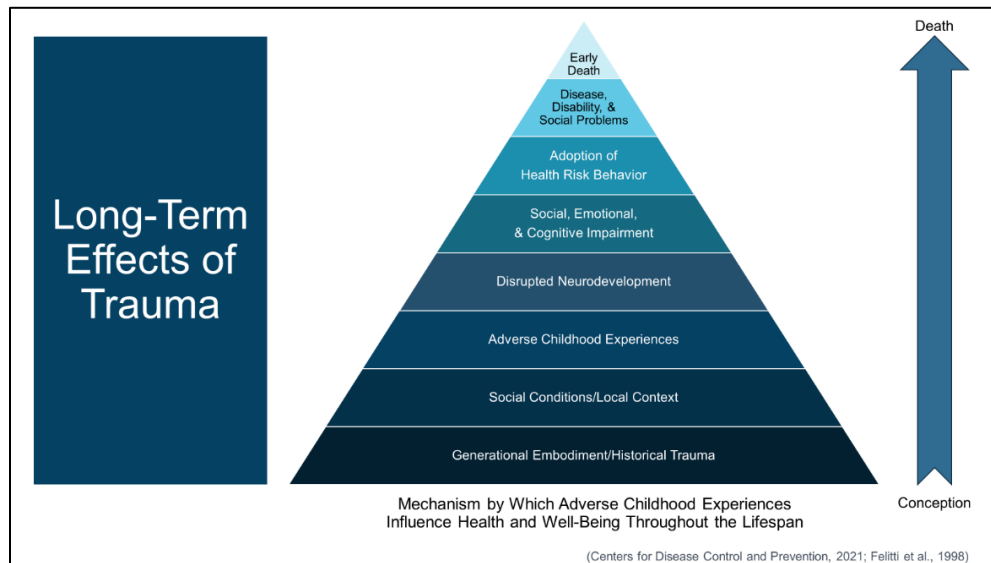 Long-Term
Effects of
Trauma
Early
Death
Disease,
Disability, &
Social Problems
Adoption of
Health Risk Behavior
Social, Emotional,
& Cognitive Impairment
Disrupted Neurodevelopment
Adverse Childhood Experiences
Social Conditions/Local Context
Generational Embodiment/Historical Trauma
Mechanism by Which Adverse Childhood Experiences
Influence Health and Well-Being Throughout the Lifespan
Death
Conception
(Centers for Disease Control and Prevention, 2021; Felitti et al., 1998)